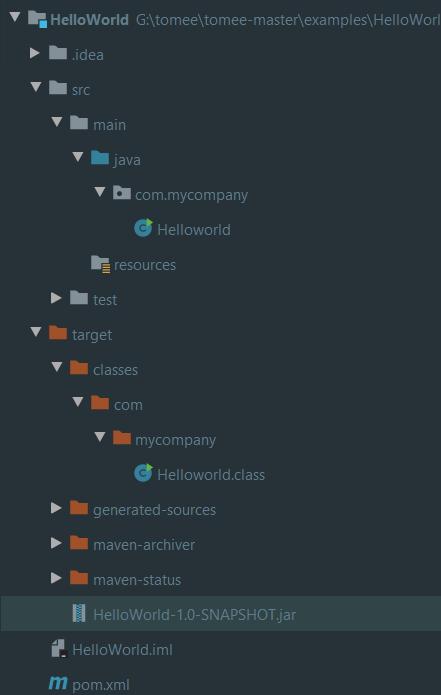 HelloWorld G:\tomee\tomee-master\examples\HelloWorl
.idea
src
main
java
com.mycompany
Helloworld
resources
test
target
classes
com
mycompany
Helloworld.class
generated-sources
maven-archiver
maven-status
HelloWorld-1.0-SNAPSHOT.jar
HelloWorld.iml
pom.xml